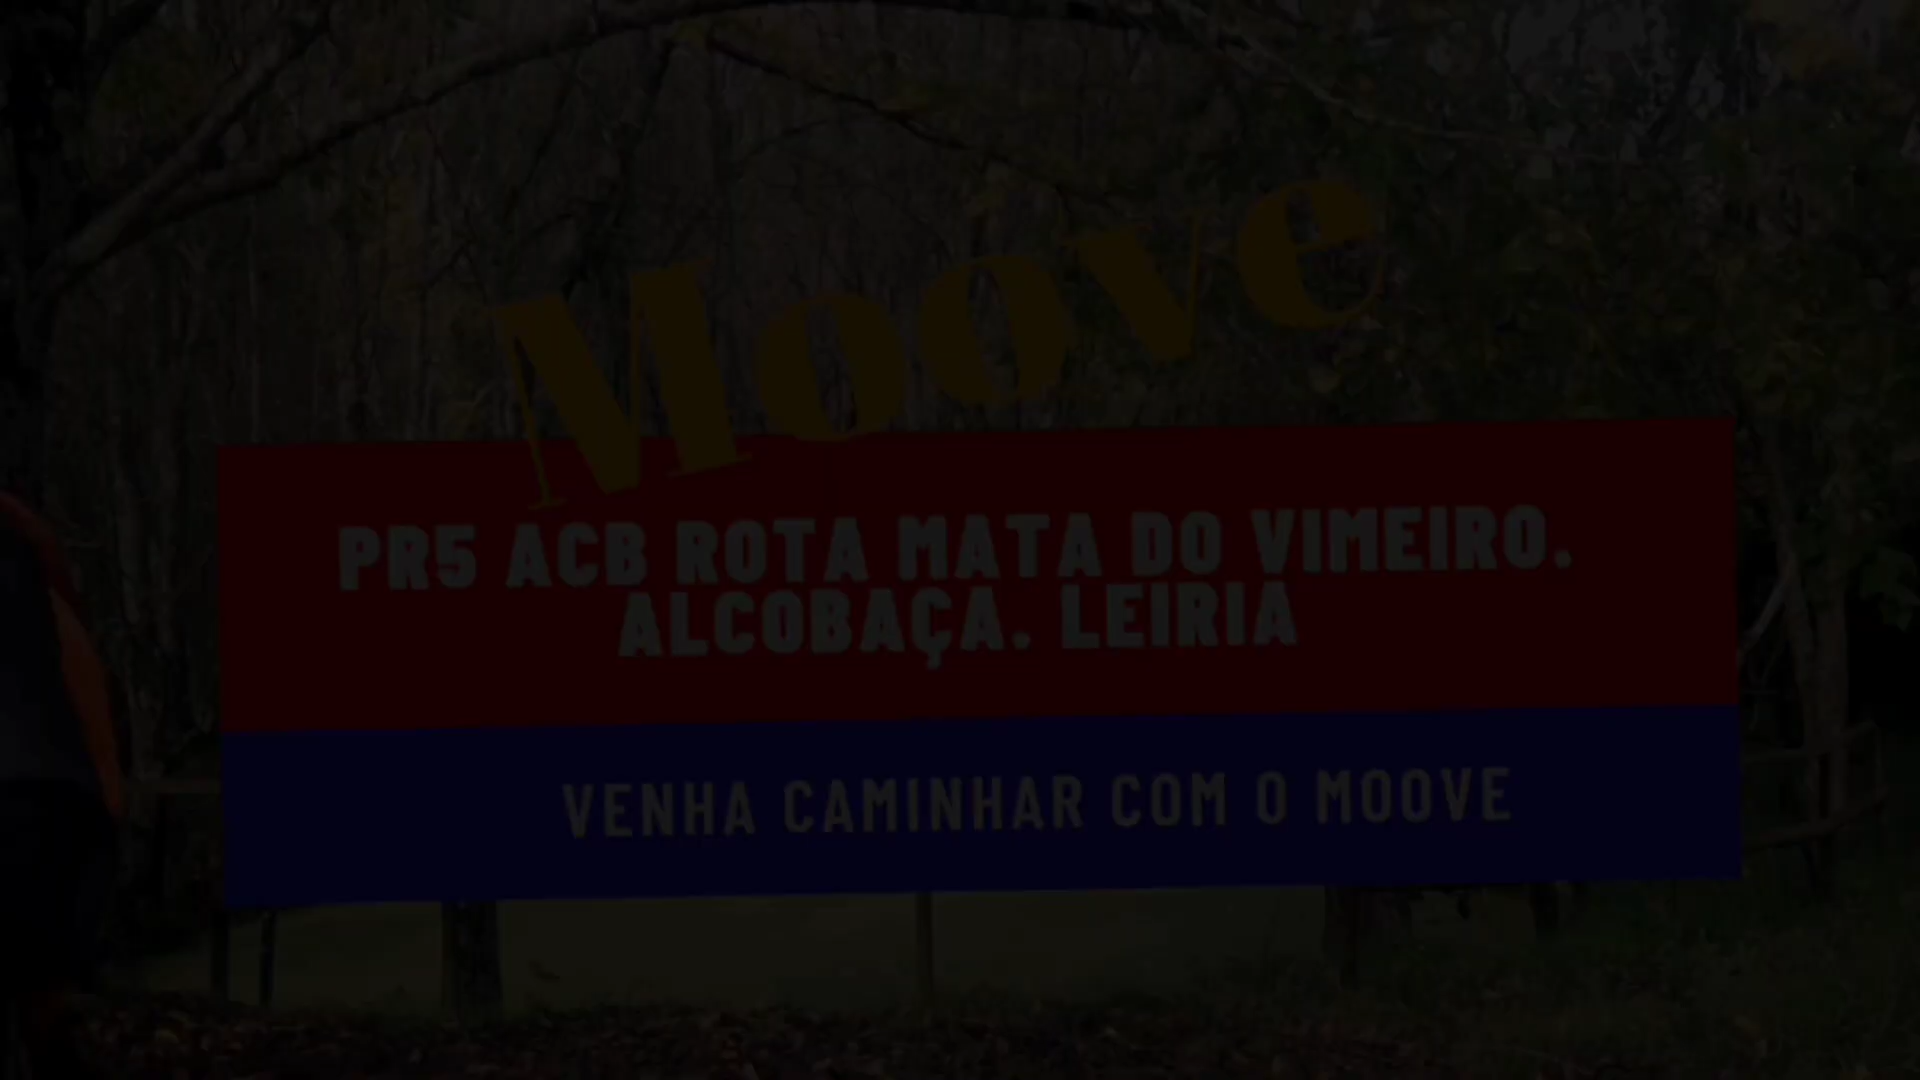 Moove
PR5 ACB ROTA MATA DO VIMEIRO.
ALCOBAÇA. LEIRIA
VENHA CAMINHAR COM O MOOVE